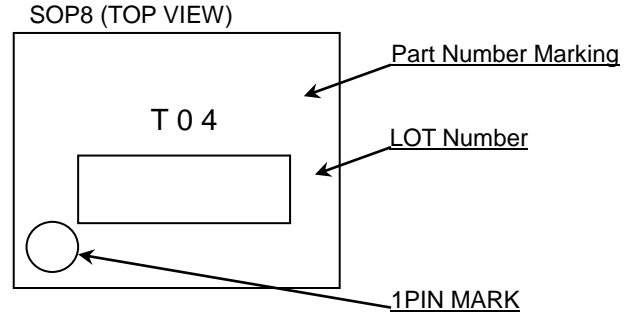 SOP8 (TOP VIEW)
Part Number Marking
T 0 4
LOT Number
1PIN MARK